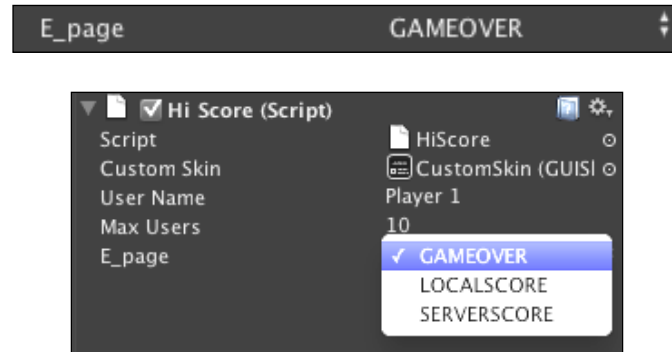 E_page GAMEOVER
Hi Score (Script)
Script HiScore
Custom Skin CustomSkin (GUISl
User Name Player 1
Max Users 10
E_page ✓ GAMEOVER
LOCALSCORE
SERVERSCORE